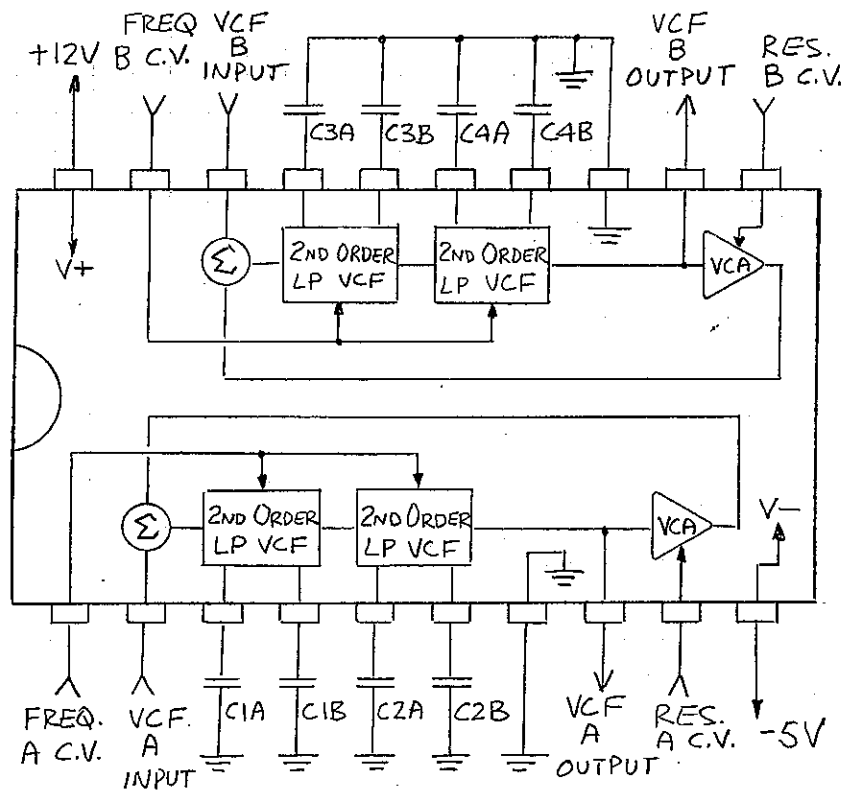 +12V
FREQ
B C.V.
VCF
B
INPUT
VCF
B
OUTPUT
RES.
B C.V.
C3A
C3B
C4A
C4B
V+
Σ
2ND ORDER
LP VCF
2ND ORDER
LP VCF
VCA
Σ
2ND ORDER
LP VCF
2ND ORDER
LP VCF
VCA
V-
C1A
C1B
C2A
C2B
FREQ.
A C.V.
VCF
A
INPUT
VCF
A
OUTPUT
RES.
A C.V.
-5V